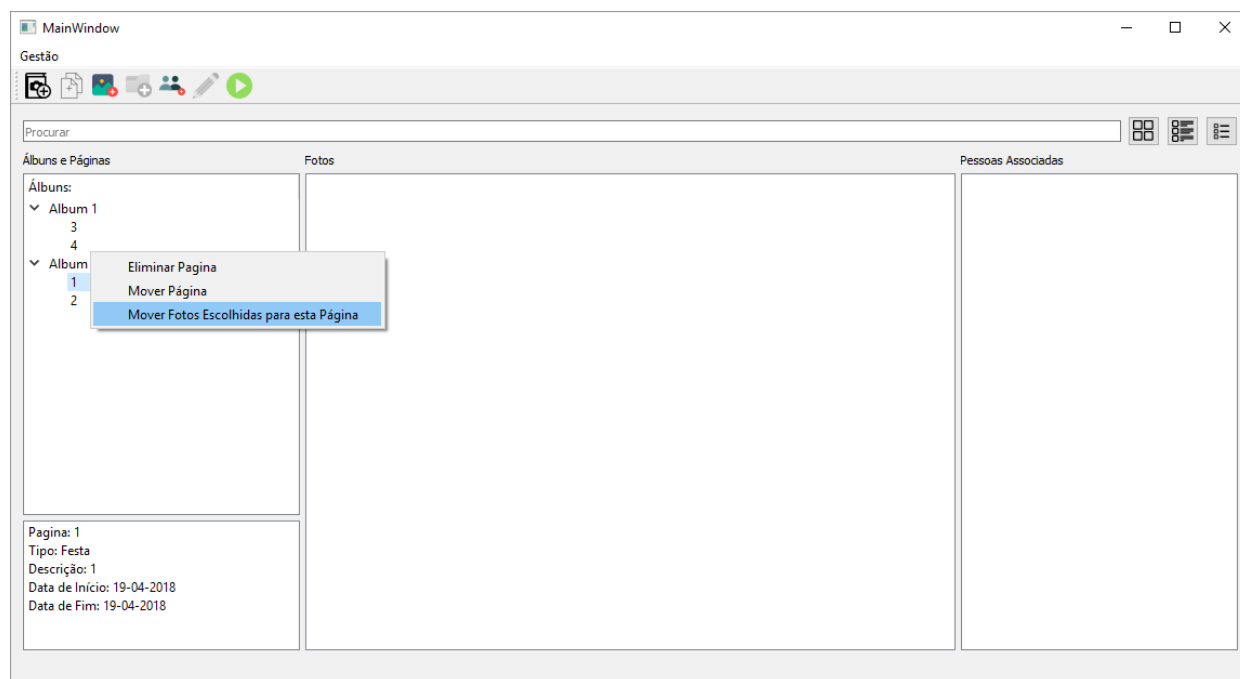 MainWindow
Gestão
Procurar
Álbuns e Páginas
Fotos
Pessoas Associadas
Álbuns:
Album 1
3
4
Album
1
2
Eliminar Pagina
Mover Página
Mover Fotos Escolhidas para esta Página
Pagina: 1
Tipo: Festa
Descrição: 1
Data de Início: 19-04-2018
Data de Fim: 19-04-2018